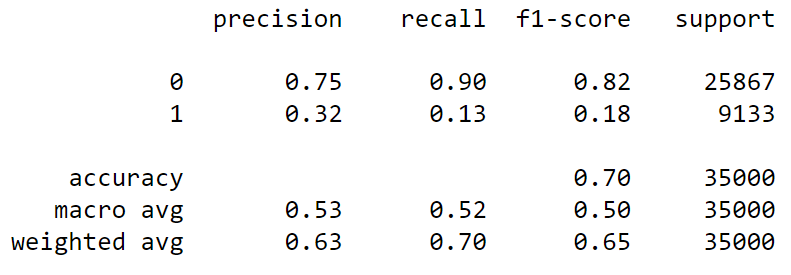 precision recall f1-score support
0 0.75 0.90 0.82 25867
1 0.32 0.13 0.18 9133
accuracy 0.70 35000
macro avg 0.53 0.52 0.50 35000
weighted avg 0.63 0.70 0.65 35000